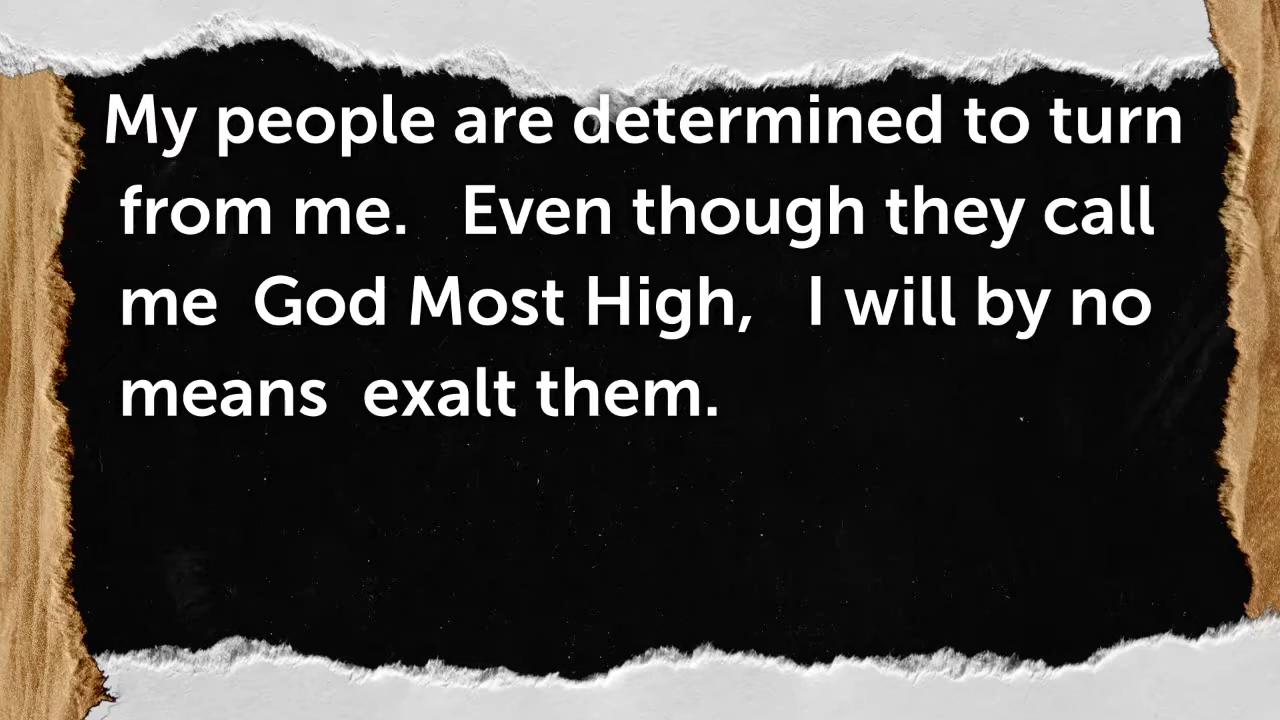 My people are determined to turn
from me.   Even though they call
me  God Most High,   I will by no
means  exalt them.